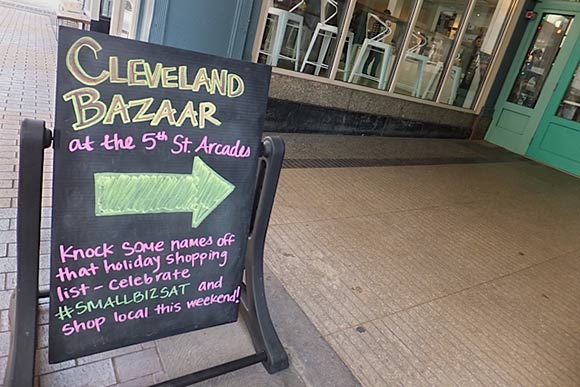 CLEVELAND
BAZAAR
at the 5th St. Arcades
Knock some names off
that holiday shopping
list - celebrate
#SMALLBIZSAT and
shop local this weekend!